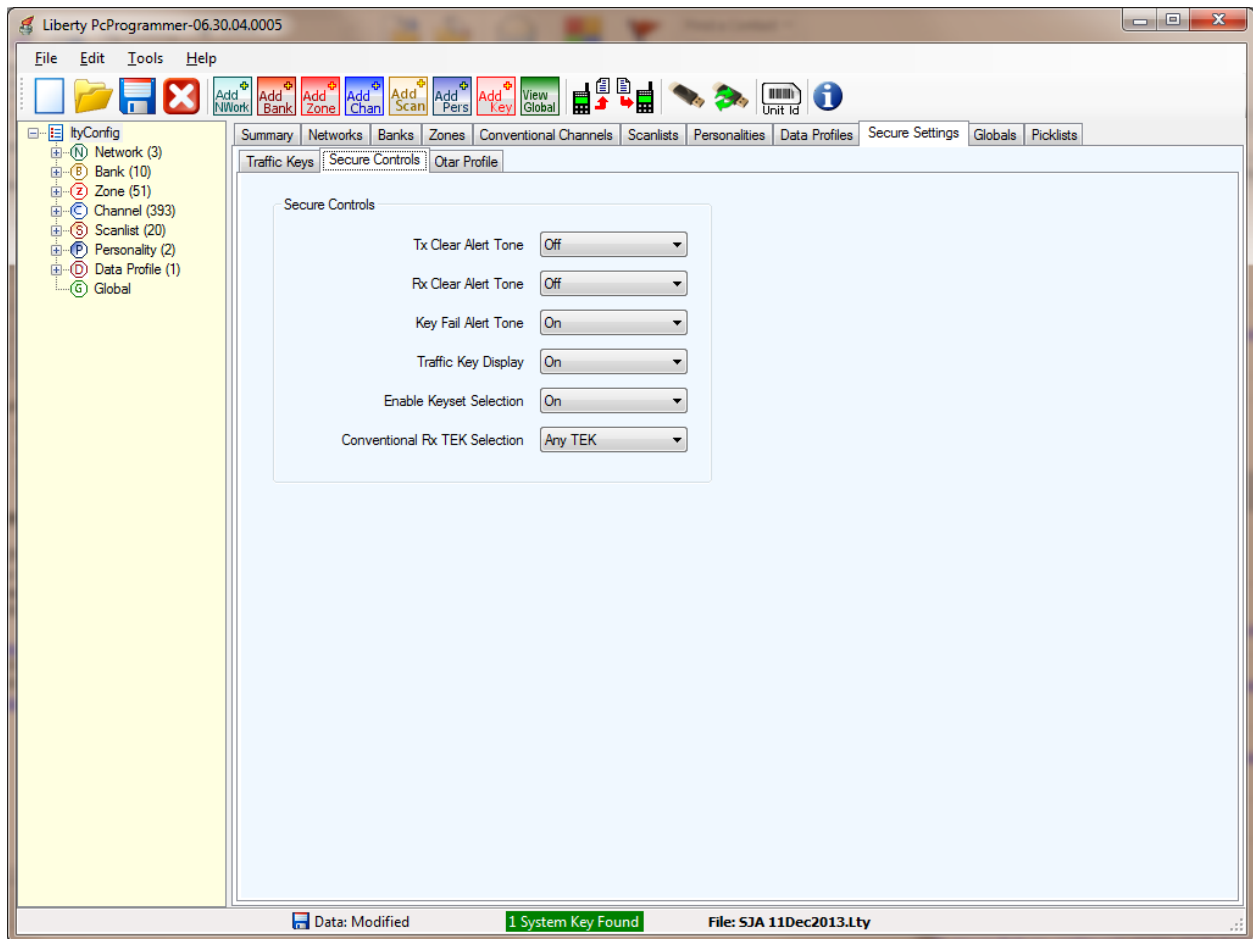 Liberty PcProgrammer-06.30.04.0005
File Edit Tools Help
Add NWork Add Bank Add Zone Add Chan Add Scan Add Pers Add Key View Global Unit Id
ltyConfig
Network (3)
Bank (10)
Zone (51)
Channel (393)
Scanlist (20)
Personality (2)
Data Profile (1)
Global
Summary Networks Banks Zones Conventional Channels Scanlists Personalities Data Profiles Secure Settings Globals Picklists
Traffic Keys Secure Controls Otar Profile
Secure Controls
Tx Clear Alert Tone Off
Rx Clear Alert Tone Off
Key Fail Alert Tone On
Traffic Key Display On
Enable Keyset Selection On
Conventional Rx TEK Selection Any TEK
Data: Modified 1 System Key Found File: SJA 11Dec2013.Lty